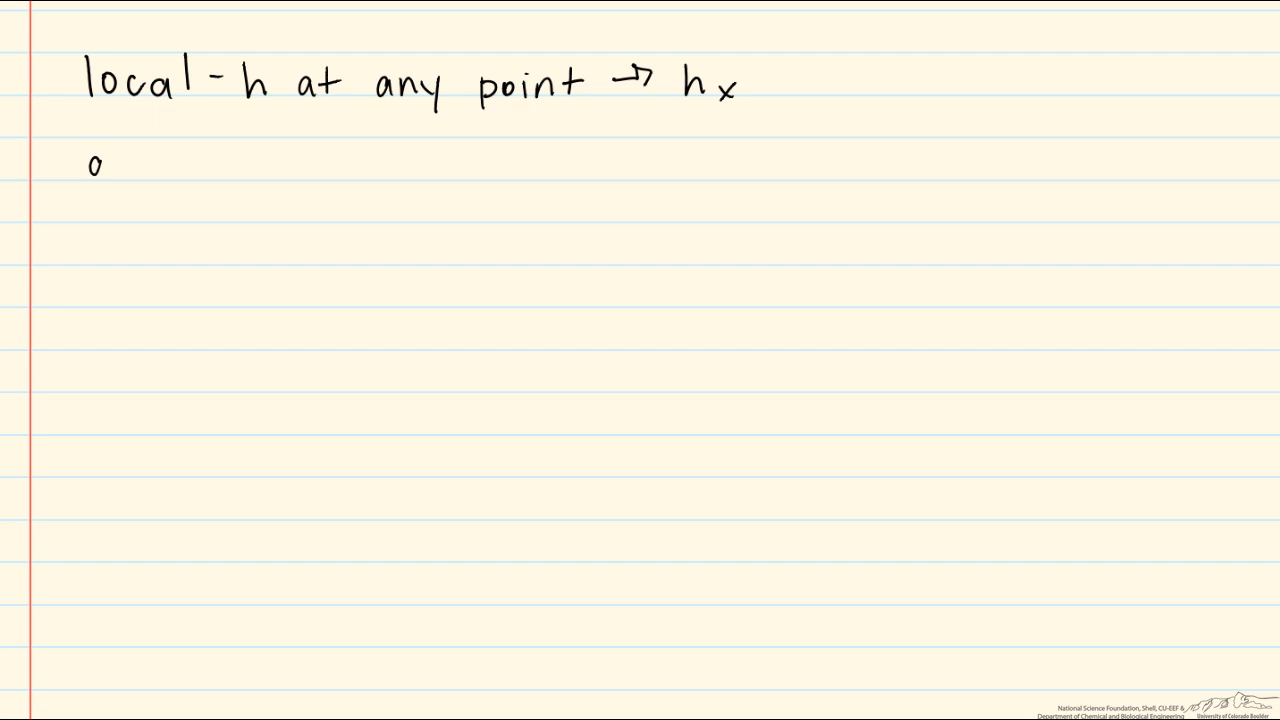 local - h at any point → hx
National Science Foundation, Shell, CU-EEF &
Department of Chemical and Biological Engineering
University of Colorado Boulder